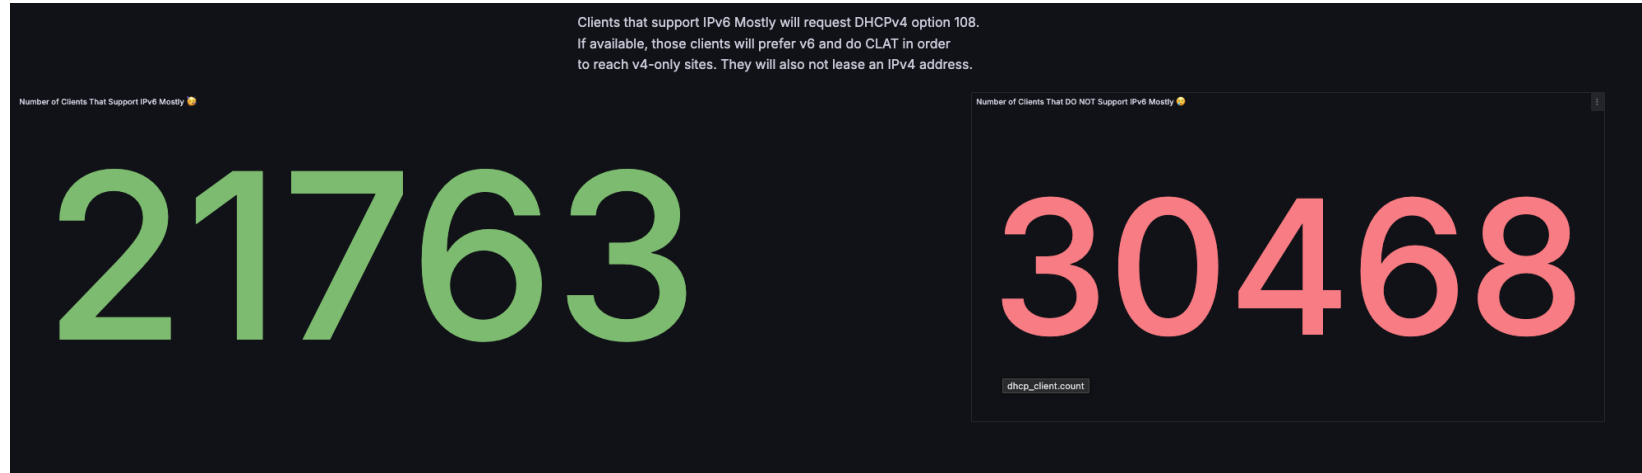 Clients that support IPv6 Mostly will request DHCPv4 option 108.
If available, those clients will prefer v6 and do CLAT in order
to reach v4-only sites. They will also not lease an IPv4 address.
Number of Clients That Support IPv6 Mostly 🥳
21763
Number of Clients That DO NOT Support IPv6 Mostly 😢
30468
dhcp_client.count